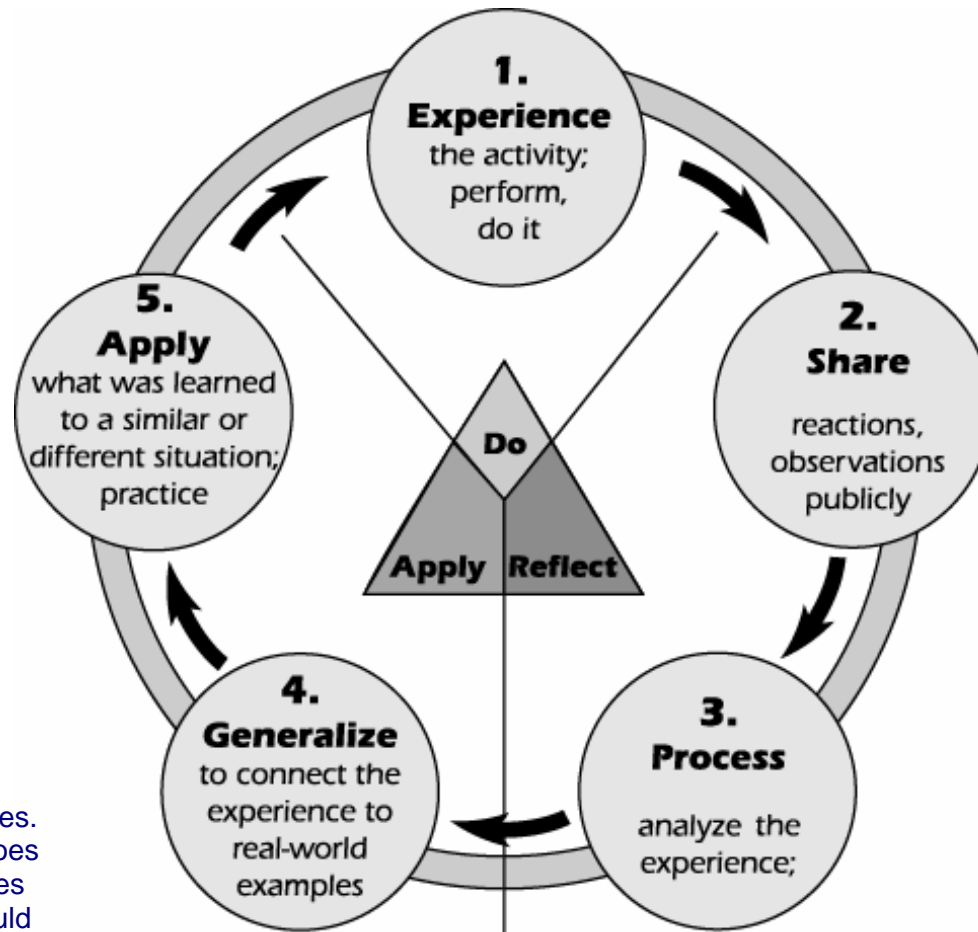 1.
Experience
the activity;
perform,
do it
2.
Share
reactions,
observations
publicly
3.
Process
analyze the
experience;
4.
Generalize
to connect the
experience to
real-world
examples
5.
Apply
what was learned
to a similar or
different situation;
practice
Do
Apply
Reflect